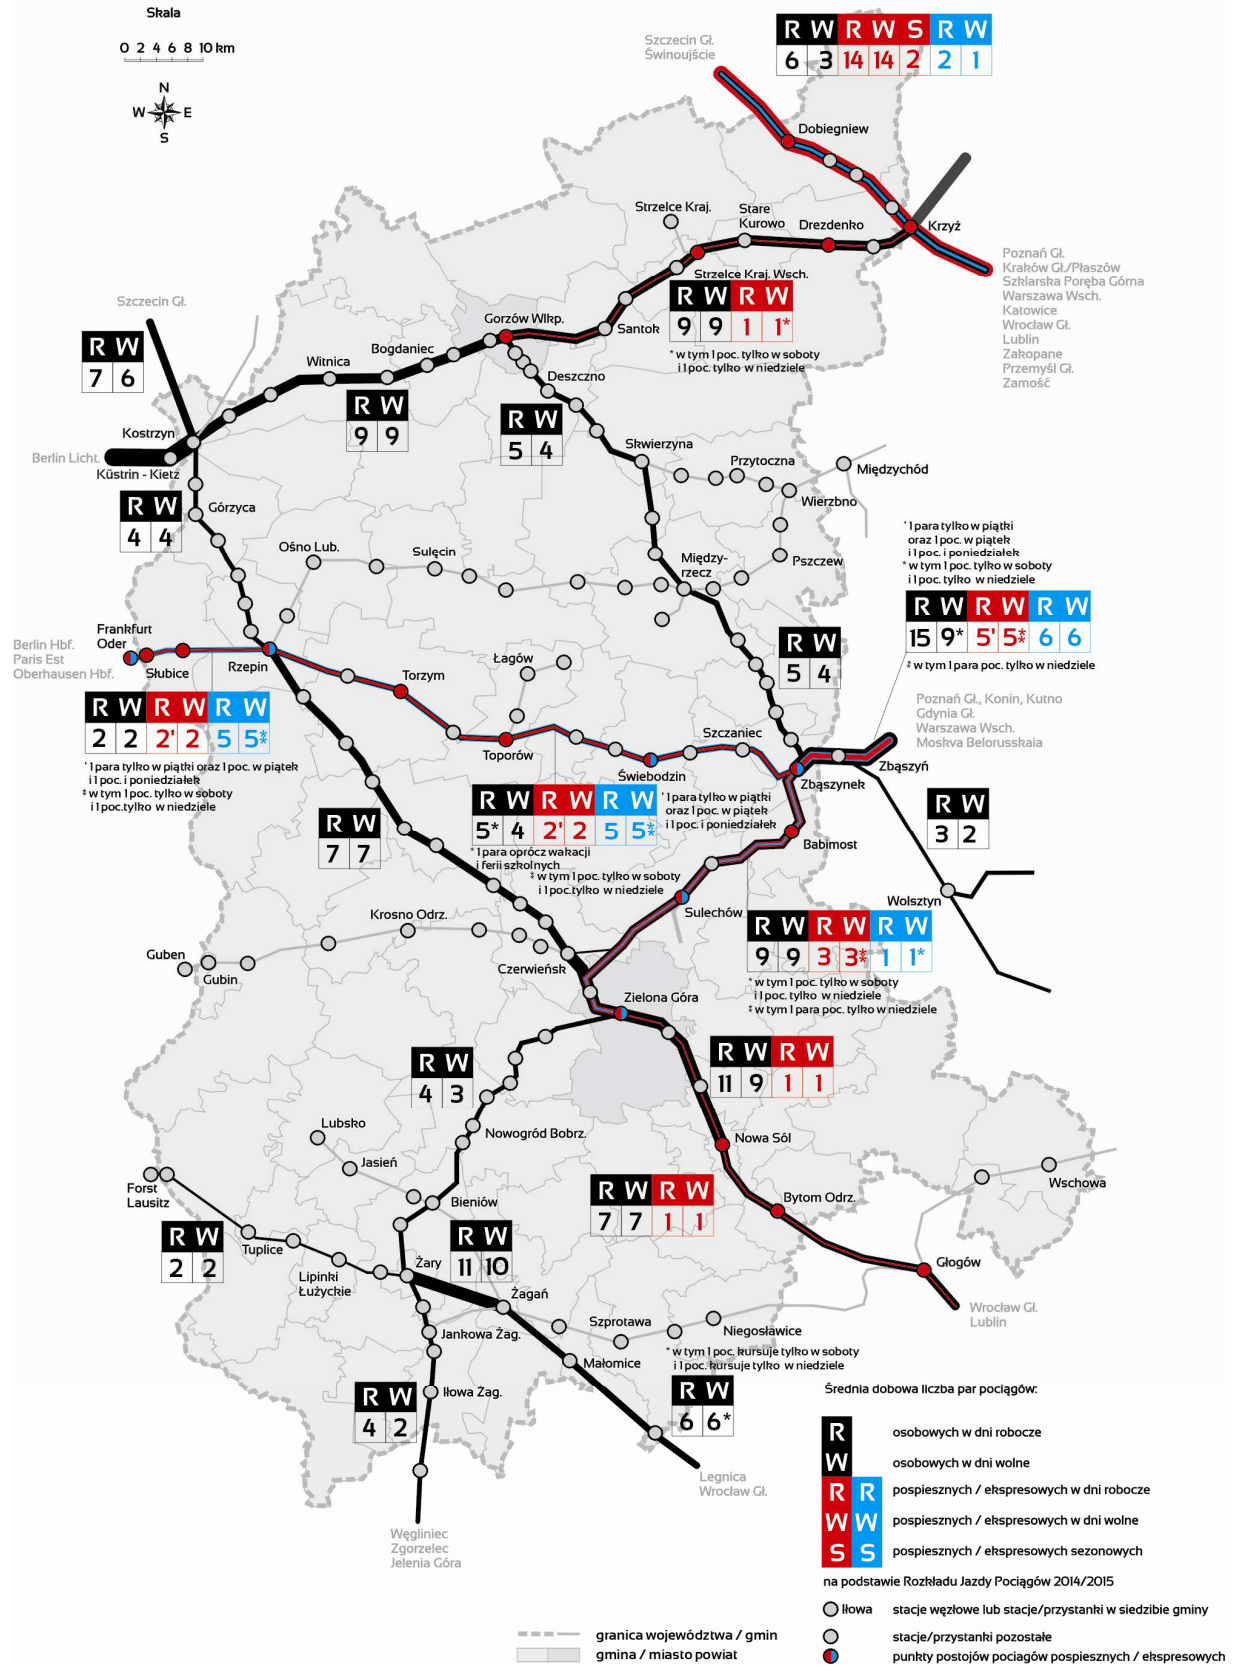 Skala
0 2 4 6 8 10 km
N
W E
S
Szczecin Gł.
Świnoujście
R W R W S R W
6 3 14 14 2 2 1
Dobiegniew
Strzelce Kraj.
Stare
Kurowo
Drezdenko
Krzyż
Strzelce Kraj. Wsch.
Poznań Gł.
Kraków Gł./Płaszów
Szklarska Poręba Górna
Warszawa Wsch.
Katowice
Wrocław Gł.
Lublin
Zakopane
Przemyśl Gł.
Zamość
R W R W
9 9 1 1*
* w tym 1 poc. tylko w soboty
i 1 poc. tylko w niedziele
Szczecin Gł.
Gorzów Wlkp.
Santok
R W
7 6
Witnica
Bogdaniec
Deszczno
R W
9 9
R W
5 4
Kostrzyn
Berlin Licht.
Küstrin - Kietz
Skwierzyna
Przytoczna
Międzychód
Wierzbno
R W
4 4
Górzyca
Ośno Lub.
Sulęcin
Między-
rzecz
Pszczew
' 1 para tylko w piątki
oraz 1 poc. w piątek
i 1 poc. i poniedziałek
* w tym 1 poc. tylko w soboty
i 1 poc. tylko w niedziele
R W R W R W
15 9* 5' 5⁑ 6 6
⁑ w tym 1 para poc. tylko w niedziele
Berlin Hbf.
Paris Est
Oberhausen Hbf.
Frankfurt
Oder
Słubice
Rzepin
Torzym
Łagów
R W
5 4
Poznań Gł., Konin, Kutno
Gdynia Gł.
Warszawa Wsch.
Moskva Belorusskaia
R W R W R W
2 2 2' 2 5 5⁑
' 1 para tylko w piątki oraz 1 poc. w piątek
i 1 poc. i poniedziałek
⁑ w tym 1 poc. tylko w soboty
i 1 poc.tylko w niedziele
Toporów
Świebodzin
Szczaniec
Zbąszynek
Zbąszyń
R W R W R W
5* 4 2' 2 5 5⁑
' 1 para tylko w piątki
oraz 1 poc. w piątek
i 1 poc. i poniedziałek
* 1 para oprócz wakacji
i ferii szkolnych
⁑ w tym 1 poc. tylko w soboty
i 1 poc.tylko w niedziele
R W
7 7
R W
3 2
Babimost
Wolsztyn
Sulechów
R W R W R W
9 9 3 3⁑ 1 1*
* w tym 1 poc. tylko w soboty
i 1 poc. tylko w niedziele
⁑ w tym 1 para poc. tylko w niedziele
Krosno Odrz.
Guben
Gubin
Czerwieńsk
Zielona Góra
R W
4 3
R W R W
11 9 1 1
Lubsko
Jasień
Nowogród Bobrz.
Nowa Sól
Forst
Lausitz
Bieniów
R W R W
7 7 1 1
Bytom Odrz.
Wschowa
R W
2 2
Tuplice
Lipinki
Łużyckie
Żary
R W
11 10
Żagań
Głogów
Wrocław Gł.
Lublin
Jankowa Żag.
Szprotawa
Niegosławice
Małomice
* w tym 1 poc. kursuje tylko w soboty
i 1 poc. kursuje tylko w niedziele
R W
6 6*
R W
4 2
Iłowa Żag.
Legnica
Wrocław Gł.
Węgliniec
Zgorzelec
Jelenia Góra
Średnia dobowa liczba par pociągów:
R osobowych w dni robocze
W osobowych w dni wolne
R R pospiesznych / ekspresowych w dni robocze
W W pospiesznych / ekspresowych w dni wolne
S S pospiesznych / ekspresowych sezonowych
na podstawie Rozkładu Jazdy Pociągów 2014/2015
Iłowa stacje węzłowe lub stacje/przystanki w siedzibie gminy
stacje/przystanki pozostałe
punkty postojów pociągów pospiesznych / ekspresowych
granica województwa / gmin
gmina / miasto powiat